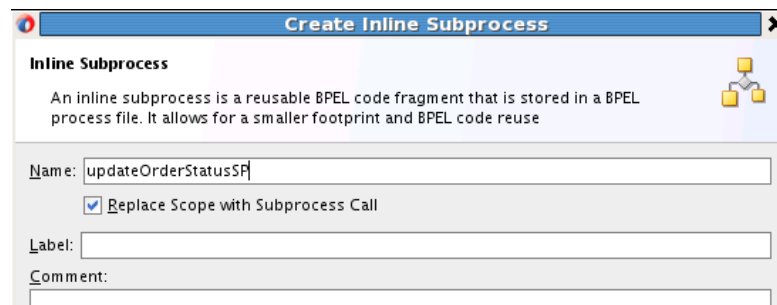 Create Inline Subprocess
Inline Subprocess
An inline subprocess is a reusable BPEL code fragment that is stored in a BPEL
process file. It allows for a smaller footprint and BPEL code reuse
Name: updateOrderStatusSP
Replace Scope with Subprocess Call
Label:
Comment: